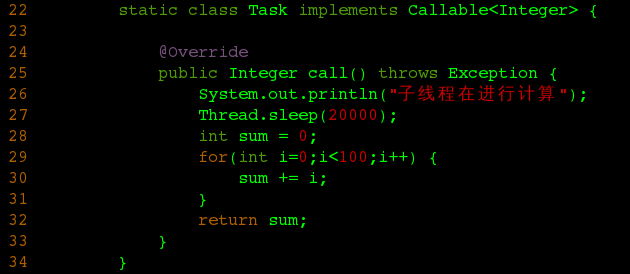 22         static class Task implements Callable<Integer> {
23
24             @Override
25             public Integer call() throws Exception {
26                 System.out.println("子线程在进行计算");
27                 Thread.sleep(20000);
28                 int sum = 0;
29                 for(int i=0;i<100;i++) {
30                     sum += i;
31                 }
32                 return sum;
33             }
34         }